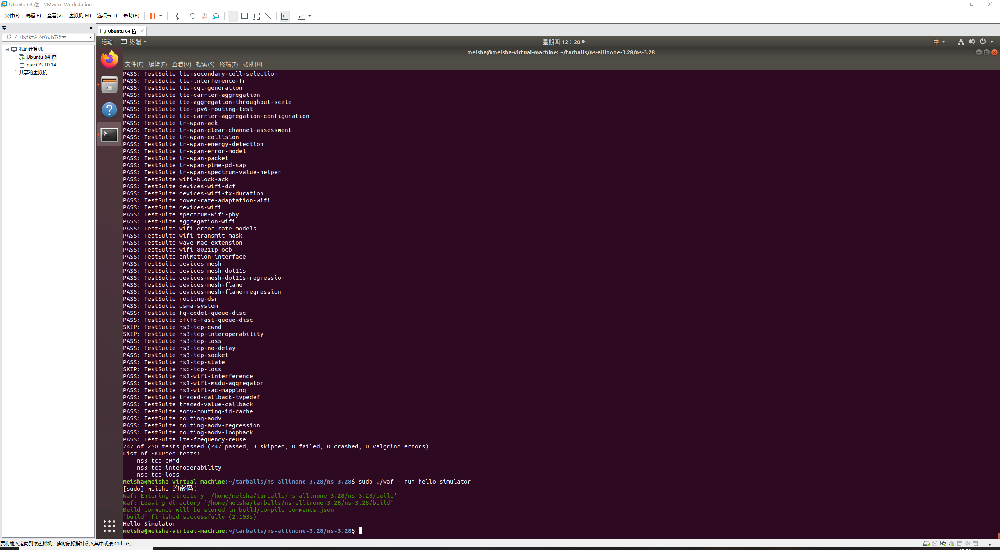 Ubuntu 64 位 - VMware Workstation
文件(F) 编辑(E) 查看(V) 虚拟机(M) 选项卡(T) 帮助(H)
库
在此处键入内容进行搜索
我的计算机
Ubuntu 64 位
macOS 10.14
共享的虚拟机
Ubuntu 64 位
活动 终端 星期四 12：20 中
meisha@meisha-virtual-machine: ~/tarballs/ns-allinone-3.28/ns-3.28
文件(F) 编辑(E) 查看(V) 搜索(S) 终端(T) 帮助(H)
PASS: TestSuite lte-secondary-cell-selection
PASS: TestSuite lte-interference-fr
PASS: TestSuite lte-cqi-generation
PASS: TestSuite lte-carrier-aggregation
PASS: TestSuite lte-aggregation-throughput-scale
PASS: TestSuite lte-ipv6-routing-test
PASS: TestSuite lte-carrier-aggregation-configuration
PASS: TestSuite lr-wpan-ack
PASS: TestSuite lr-wpan-clear-channel-assessment
PASS: TestSuite lr-wpan-collision
PASS: TestSuite lr-wpan-energy-detection
PASS: TestSuite lr-wpan-error-model
PASS: TestSuite lr-wpan-packet
PASS: TestSuite lr-wpan-plme-pd-sap
PASS: TestSuite lr-wpan-spectrum-value-helper
PASS: TestSuite wifi-block-ack
PASS: TestSuite devices-wifi-dcf
PASS: TestSuite devices-wifi-tx-duration
PASS: TestSuite power-rate-adaptation-wifi
PASS: TestSuite devices-wifi
PASS: TestSuite spectrum-wifi-phy
PASS: TestSuite aggregation-wifi
PASS: TestSuite wifi-error-rate-models
PASS: TestSuite wifi-transmit-mask
PASS: TestSuite wave-mac-extension
PASS: TestSuite wifi-80211p-ocb
PASS: TestSuite animation-interface
PASS: TestSuite devices-mesh
PASS: TestSuite devices-mesh-dot11s
PASS: TestSuite devices-mesh-dot11s-regression
PASS: TestSuite devices-mesh-flame
PASS: TestSuite devices-mesh-flame-regression
PASS: TestSuite routing-dsr
PASS: TestSuite csma-system
PASS: TestSuite fq-codel-queue-disc
PASS: TestSuite pfifo-fast-queue-disc
SKIP: TestSuite ns3-tcp-cwnd
SKIP: TestSuite ns3-tcp-interoperability
PASS: TestSuite ns3-tcp-loss
PASS: TestSuite ns3-tcp-no-delay
PASS: TestSuite ns3-tcp-socket
PASS: TestSuite ns3-tcp-state
SKIP: TestSuite nsc-tcp-loss
PASS: TestSuite ns3-wifi-interference
PASS: TestSuite ns3-wifi-msdu-aggregator
PASS: TestSuite ns3-wifi-ac-mapping
PASS: TestSuite traced-callback-typedef
PASS: TestSuite traced-value-callback
PASS: TestSuite aodv-routing-id-cache
PASS: TestSuite routing-aodv
PASS: TestSuite routing-aodv-regression
PASS: TestSuite routing-aodv-loopback
PASS: TestSuite lte-frequency-reuse
247 of 250 tests passed (247 passed, 3 skipped, 0 failed, 0 crashed, 0 valgrind errors)
List of SKIPped tests:
ns3-tcp-cwnd
ns3-tcp-interoperability
nsc-tcp-loss
meisha@meisha-virtual-machine:~/tarballs/ns-allinone-3.28/ns-3.28$ sudo ./waf --run hello-simulator
[sudo] meisha 的密码：
Waf: Entering directory `/home/meisha/tarballs/ns-allinone-3.28/ns-3.28/build'
Waf: Leaving directory `/home/meisha/tarballs/ns-allinone-3.28/ns-3.28/build'
Build commands will be stored in build/compile_commands.json
'build' finished successfully (2.103s)
Hello Simulator
meisha@meisha-virtual-machine:~/tarballs/ns-allinone-3.28/ns-3.28$
要将输入定向到该虚拟机，请将鼠标指针移入其中或按 Ctrl+G。